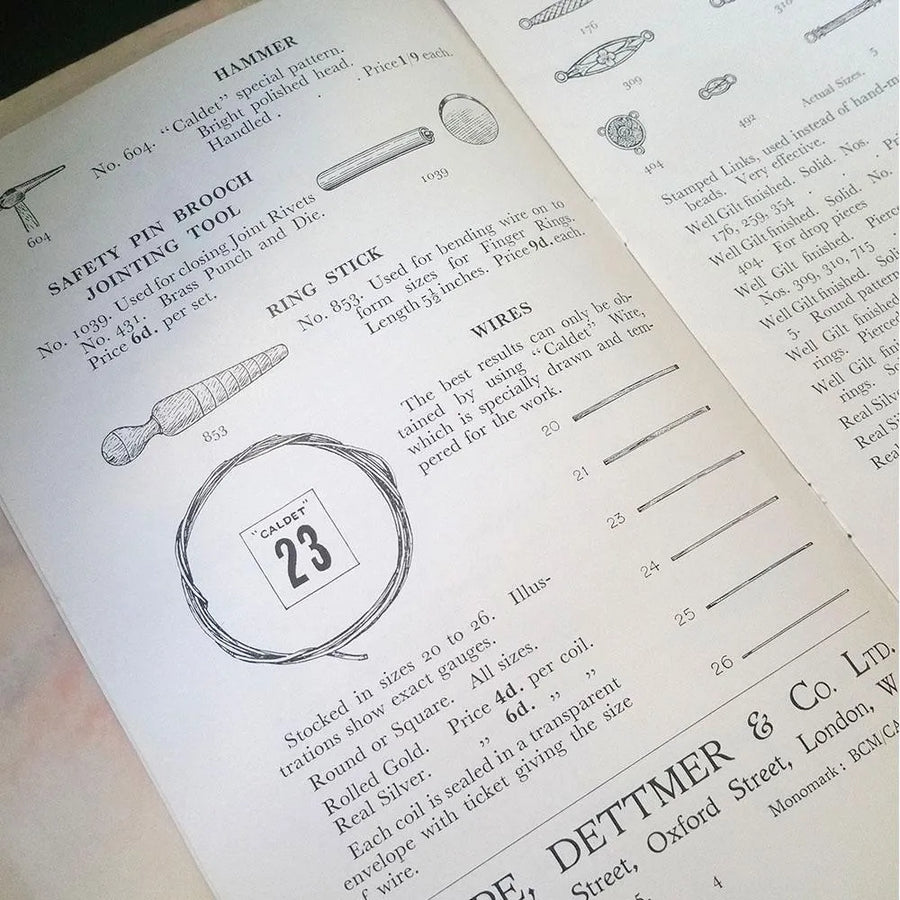 HAMMER
No. 604. "Caldet" special pattern.
Bright polished head.
Handled . . . Price 1/9 each.
604
1039
SAFETY PIN BROOCH
JOINTING TOOL
No. 1039. Used for closing Joint Rivets
No. 431. Brass Punch and Die.
Price 6d. per set.
RING STICK
No. 853. Used for bending wire on to
form sizes for Finger Rings.
Length 5½ inches. Price 9d. each.
853
WIRES
The best results can only be ob-
tained by using "Caldet" Wire,
which is specially drawn and tem-
pered for the work.
"CALDET"
23
20
21
23
24
25
26
Stocked in sizes 20 to 26. Illus-
trations show exact gauges.
Round or Square. All sizes.
Rolled Gold. Price 4d. per coil.
Real Silver. ,, 6d. ,, ,,
Each coil is sealed in a transparent
envelope with ticket giving the size
wire.
DETTMER & Co. LTD.
Street, Oxford Street, London, W
Monomark: BCM/CA
4
176
309
492
404
Actual Sizes. 5
Stamped Links, used instead of hand-m
beads. Very effective.
Well Gilt finished. Solid. Nos.
176, 259, 354
Well Gilt finished. Solid. No.
404. For drop pieces
Well Gilt finished. Pierce
Nos. 309, 310, 715
Well Gilt finished. Soli
5. Round pattern
Well Gilt finished
rings. Pierced
Well Gilt fini
rings. So
Real Silve
Real Si
Rea